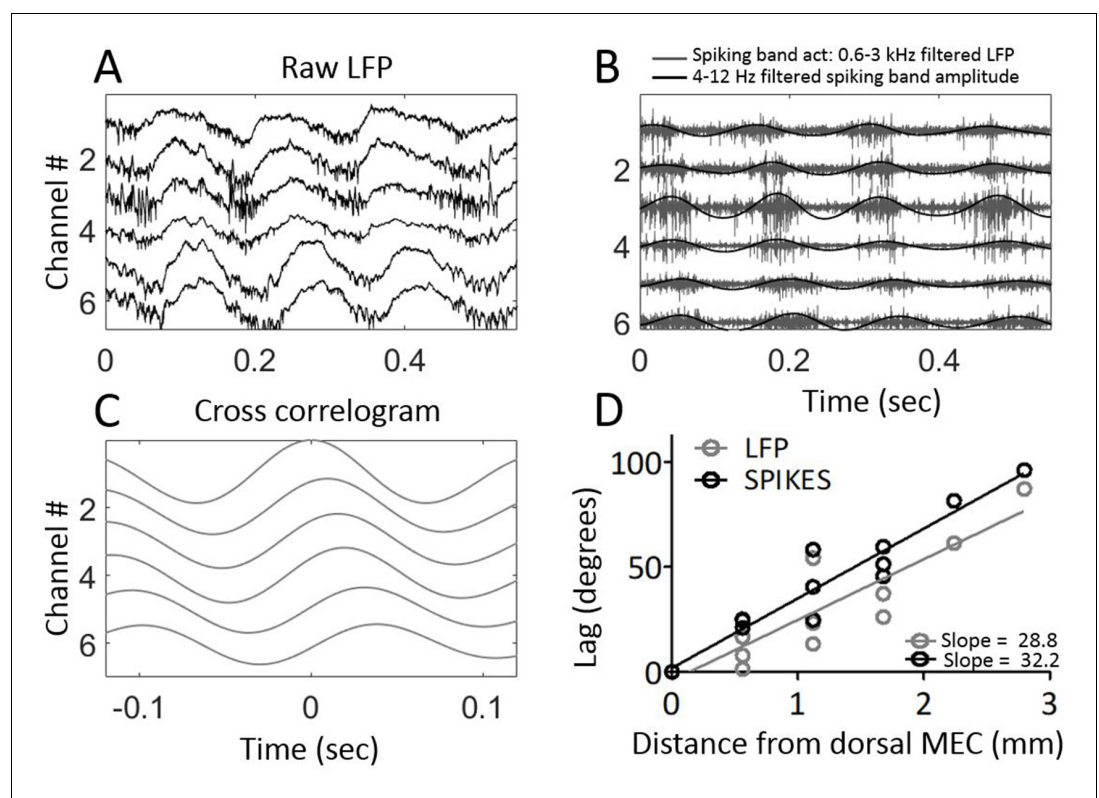 A
Raw LFP
Channel #
2
4
6
0
0.2
0.4
B
Spiking band act: 0.6-3 kHz filtered LFP
4-12 Hz filtered spiking band amplitude
2
4
6
0
0.2
0.4
Time (sec)
C
Cross correlogram
Channel #
2
4
6
-0.1
0
0.1
Time (sec)
D
LFP
SPIKES
Lag (degrees)
100
50
0
Slope = 28.8
Slope = 32.2
0
1
2
3
Distance from dorsal MEC (mm)